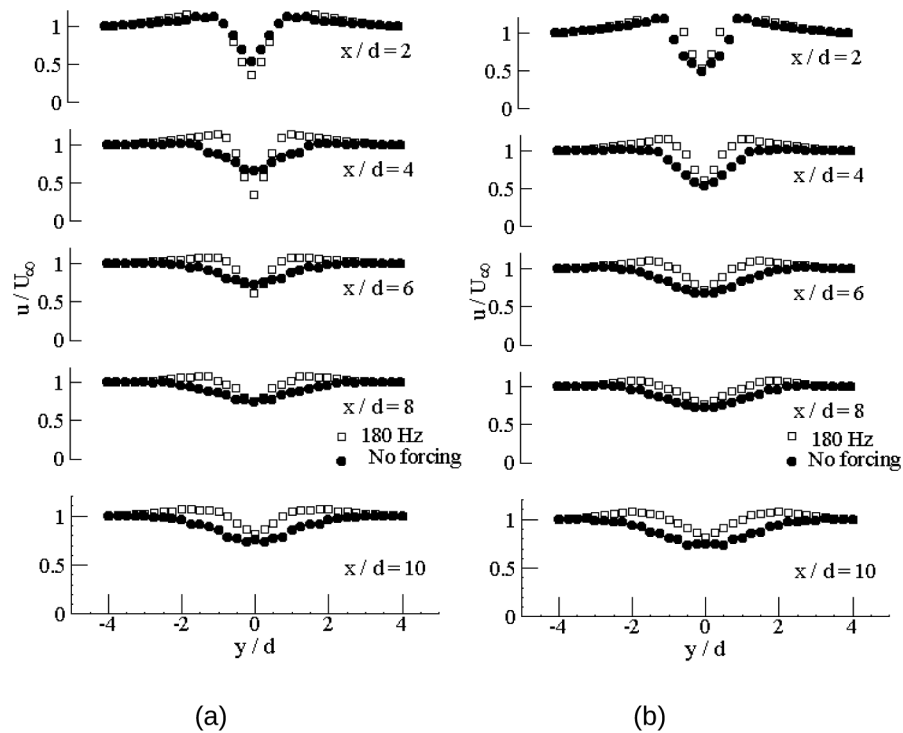 1
0.5
0
x / d = 2
1
0.5
0
x / d = 4
u / U∞
1
0.5
0
x / d = 6
1
0.5
0
x / d = 8
180 Hz
No forcing
1
0.5
0
x / d = 10
-4 -2 0 2 4
y / d
(a)
1
0.5
0
x / d = 2
1
0.5
0
x / d = 4
u / U∞
1
0.5
0
x / d = 6
1
0.5
0
x / d = 8
180 Hz
No forcing
1
0.5
0
x / d = 10
-4 -2 0 2 4
y / d
(b)